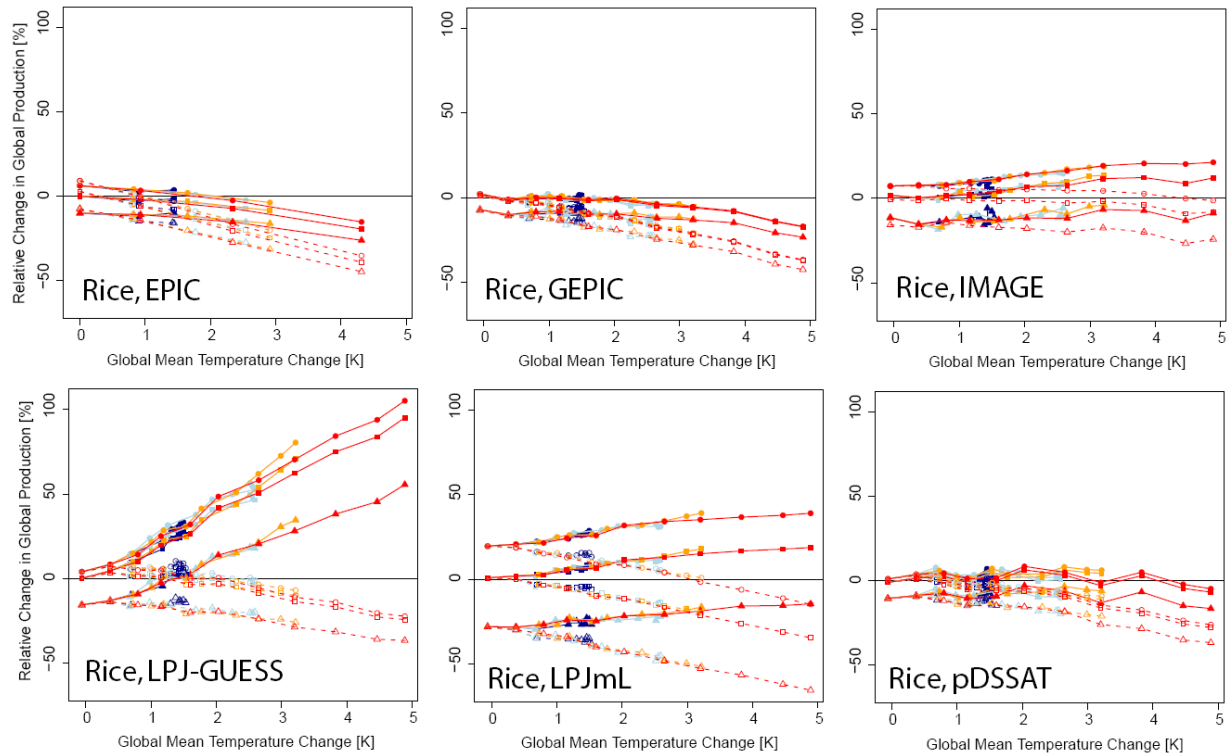 Relative Change in Global Production [%]
100
50
0
−50
Rice, EPIC
0 1 2 3 4 5
Global Mean Temperature Change [K]
100
50
0
−50
Rice, GEPIC
0 1 2 3 4 5
Global Mean Temperature Change [K]
100
50
0
−50
Rice, IMAGE
0 1 2 3 4 5
Global Mean Temperature Change [K]
Relative Change in Global Production [%]
100
50
0
−50
Rice, LPJ-GUESS
0 1 2 3 4 5
Global Mean Temperature Change [K]
100
50
0
−50
Rice, LPJmL
0 1 2 3 4 5
Global Mean Temperature Change [K]
100
50
0
−50
Rice, pDSSAT
0 1 2 3 4 5
Global Mean Temperature Change [K]